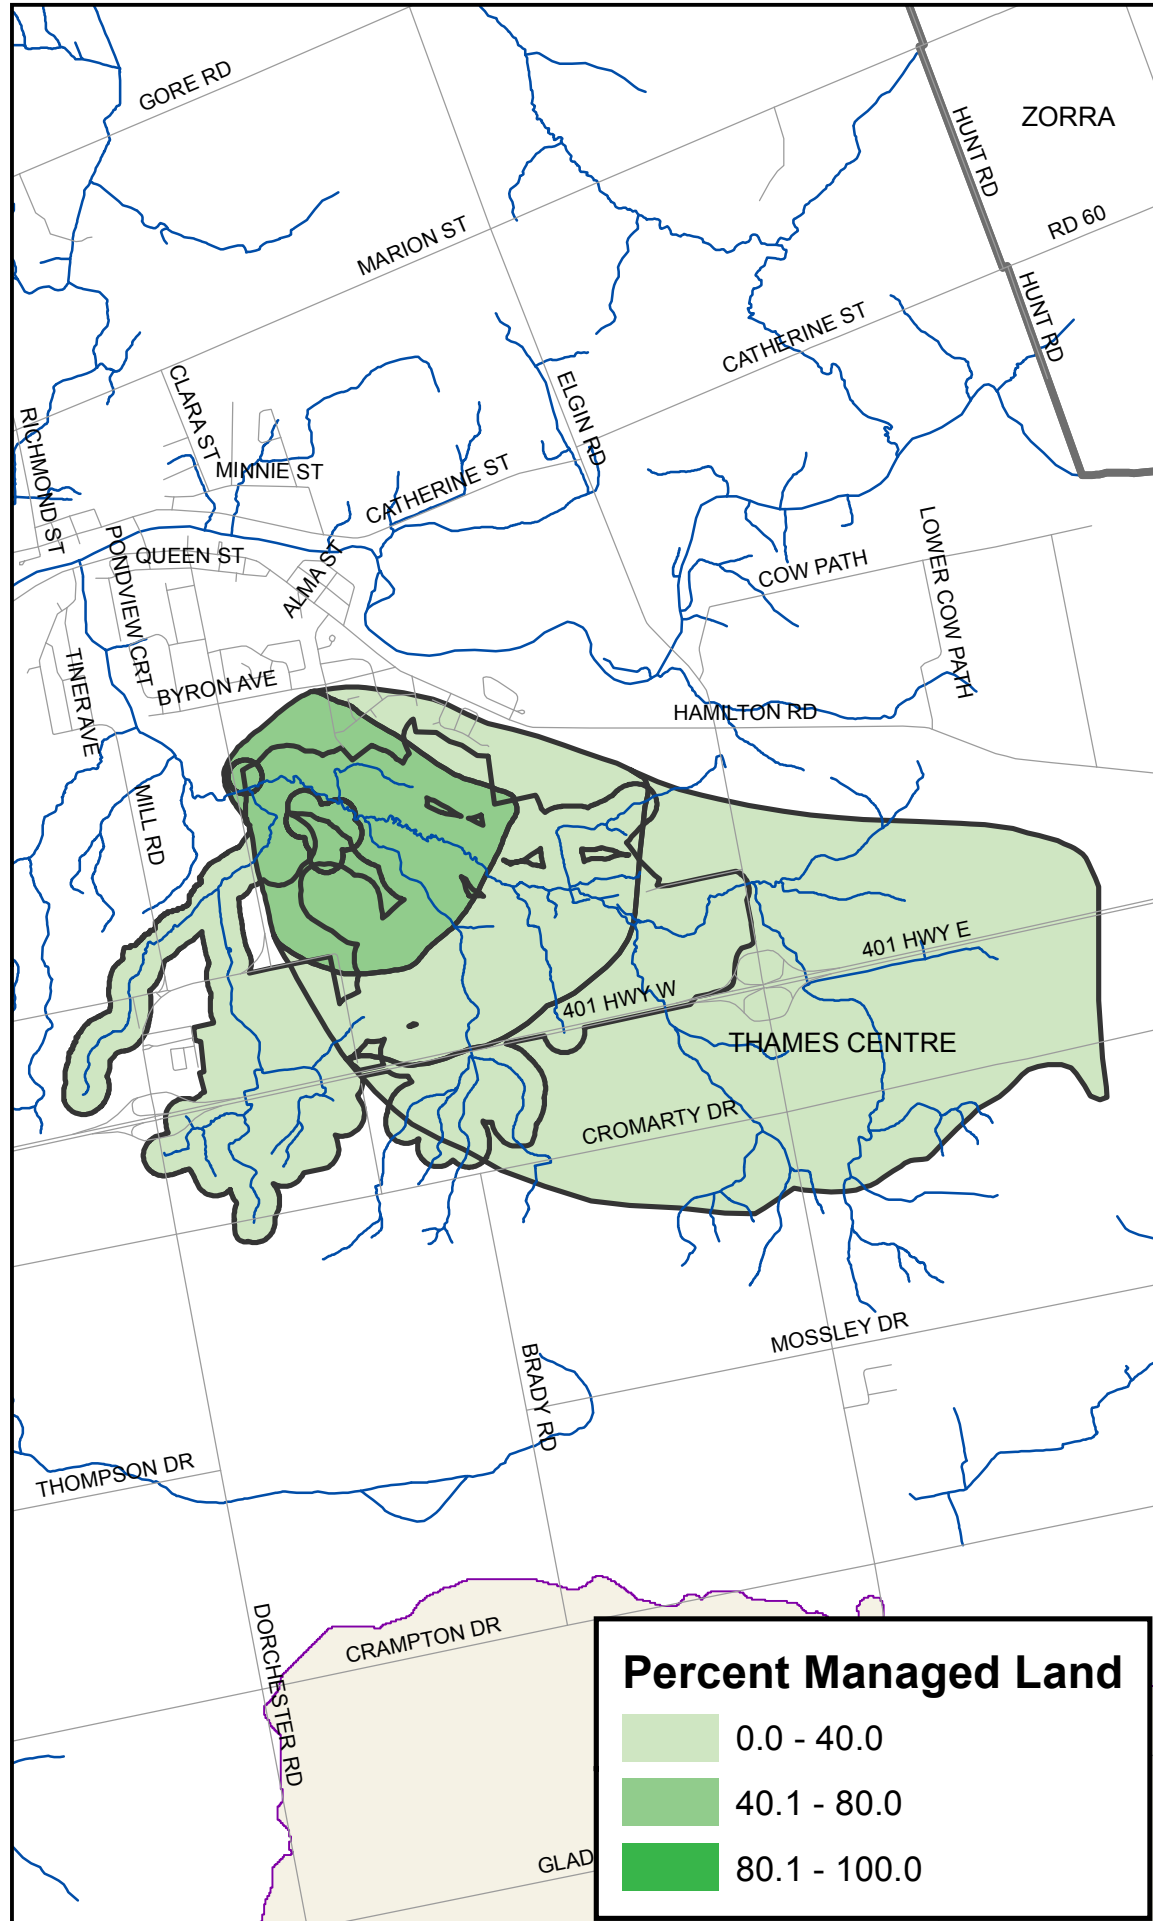 GORE RD
ZORRA
HUNT RD
RD 60
MARION ST
HUNT RD
CATHERINE ST
CLARA ST
ELGIN RD
RICHMOND ST
MINNIE ST
CATHERINE ST
LOWER COW PATH
PONDVIEW CRT
QUEEN ST
ALMA ST
COW PATH
TINER AVE
BYRON AVE
HAMILTON RD
MILL RD
401 HWY E
401 HWY W
THAMES CENTRE
CROMARTY DR
MOSSLEY DR
BRADY RD
THOMPSON DR
DORCHESTER RD
CRAMPTON DR
GLAD
Percent Managed Land
0.0 - 40.0
40.1 - 80.0
80.1 - 100.0